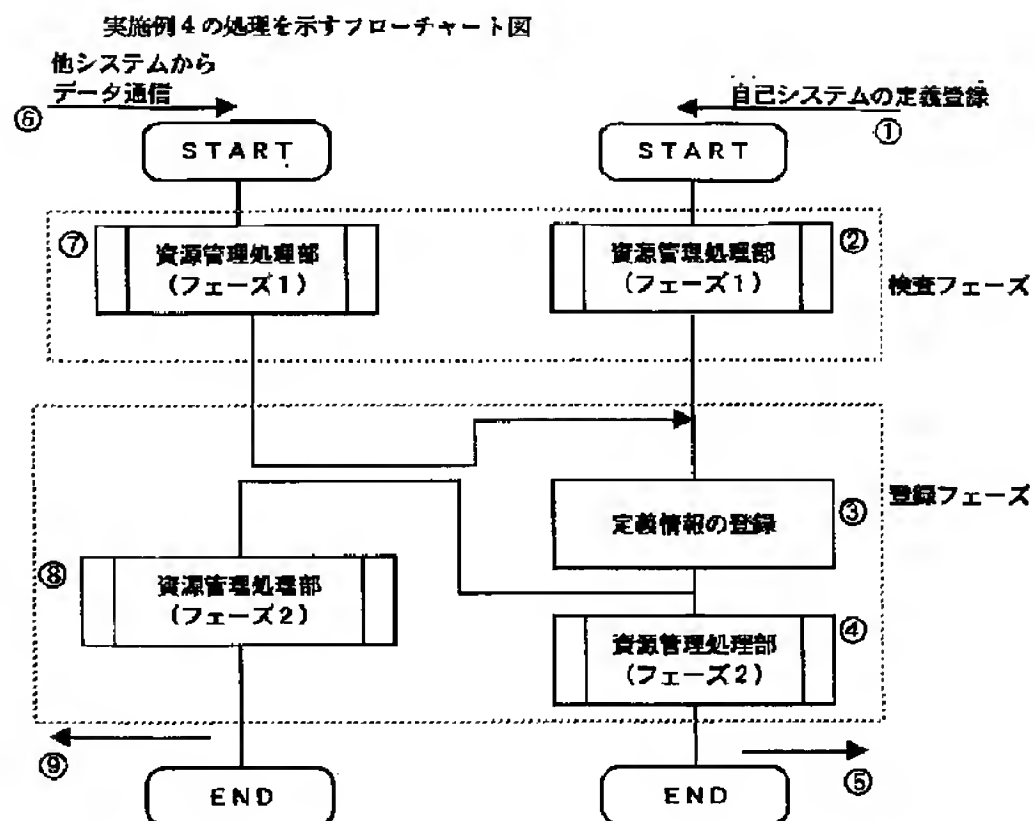 実施例4の処理を示すフローチャート図
他システムから
データ通信
⑥
自己システムの定義登録
①
START
START
⑦
資源管理処理部
(フェーズ1)
資源管理処理部
(フェーズ1)
②
検査フェーズ
登録フェーズ
定義情報の登録
③
⑧
資源管理処理部
(フェーズ2)
資源管理処理部
(フェーズ2)
④
⑨
⑤
END
END